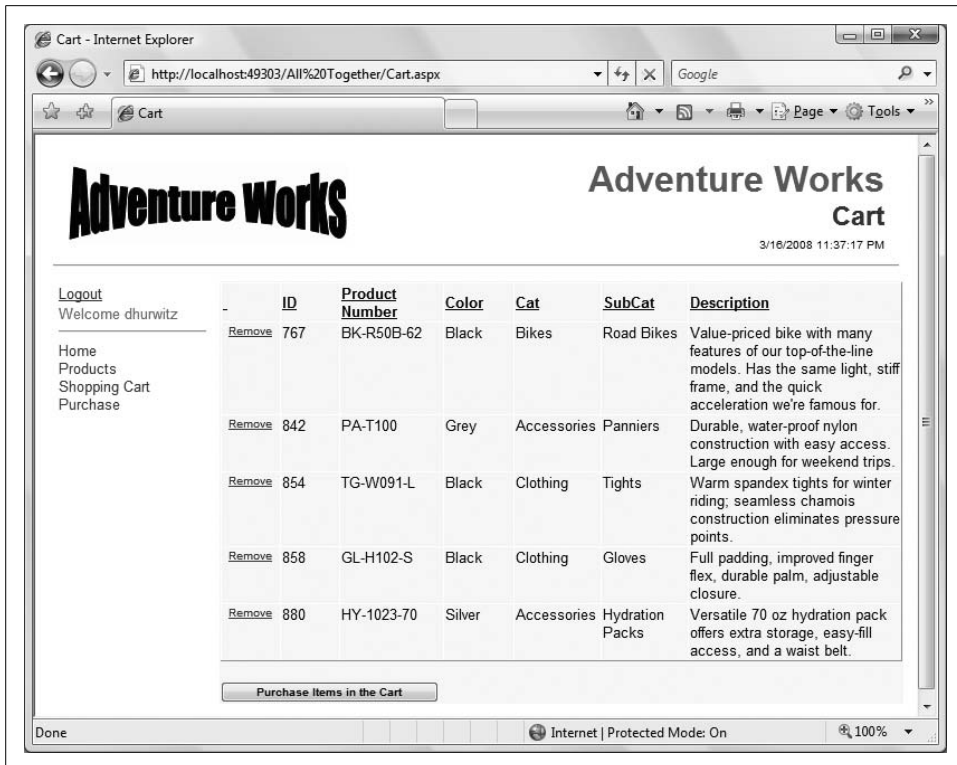 Cart - Internet Explorer
http://localhost:49303/All%20Together/Cart.aspx
Google
Cart
Page
Tools
Adventure Works
Adventure Works
Cart
3/16/2008 11:37:17 PM
Logout
Welcome dhurwitz
Home
Products
Shopping Cart
Purchase
ID Product Number Color Cat SubCat Description
Remove 767 BK-R50B-62 Black Bikes Road Bikes Value-priced bike with many
features of our top-of-the-line
models. Has the same light, stiff
frame, and the quick
acceleration we're famous for.
Remove 842 PA-T100 Grey Accessories Panniers Durable, water-proof nylon
construction with easy access.
Large enough for weekend trips.
Remove 854 TG-W091-L Black Clothing Tights Warm spandex tights for winter
riding; seamless chamois
construction eliminates pressure
points.
Remove 858 GL-H102-S Black Clothing Gloves Full padding, improved finger
flex, durable palm, adjustable
closure.
Remove 880 HY-1023-70 Silver Accessories Hydration Packs Versatile 70 oz hydration pack
offers extra storage, easy-fill
access, and a waist belt.
Purchase Items in the Cart
Done
Internet | Protected Mode: On
100%